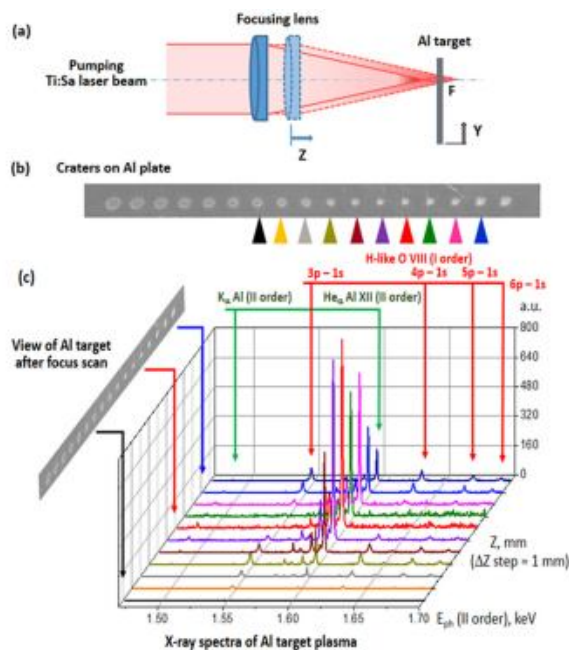 (a)
Focusing lens
Al target
Pumping
Ti:Sa laser beam
F
Z
Y
(b)
Craters on Al plate
(c)
H-like O VIII (I order)
3p – 1s
4p – 1s
5p – 1s
6p – 1s
Kα Al (II order)
Heα Al XII (II order)
a.u.
View of Al target
after focus scan
800
640
480
320
160
0
Z, mm
(ΔZ step = 1 mm)
1.50
1.55
1.60
1.65
1.70
Eph (II order), keV
X-ray spectra of Al target plasma